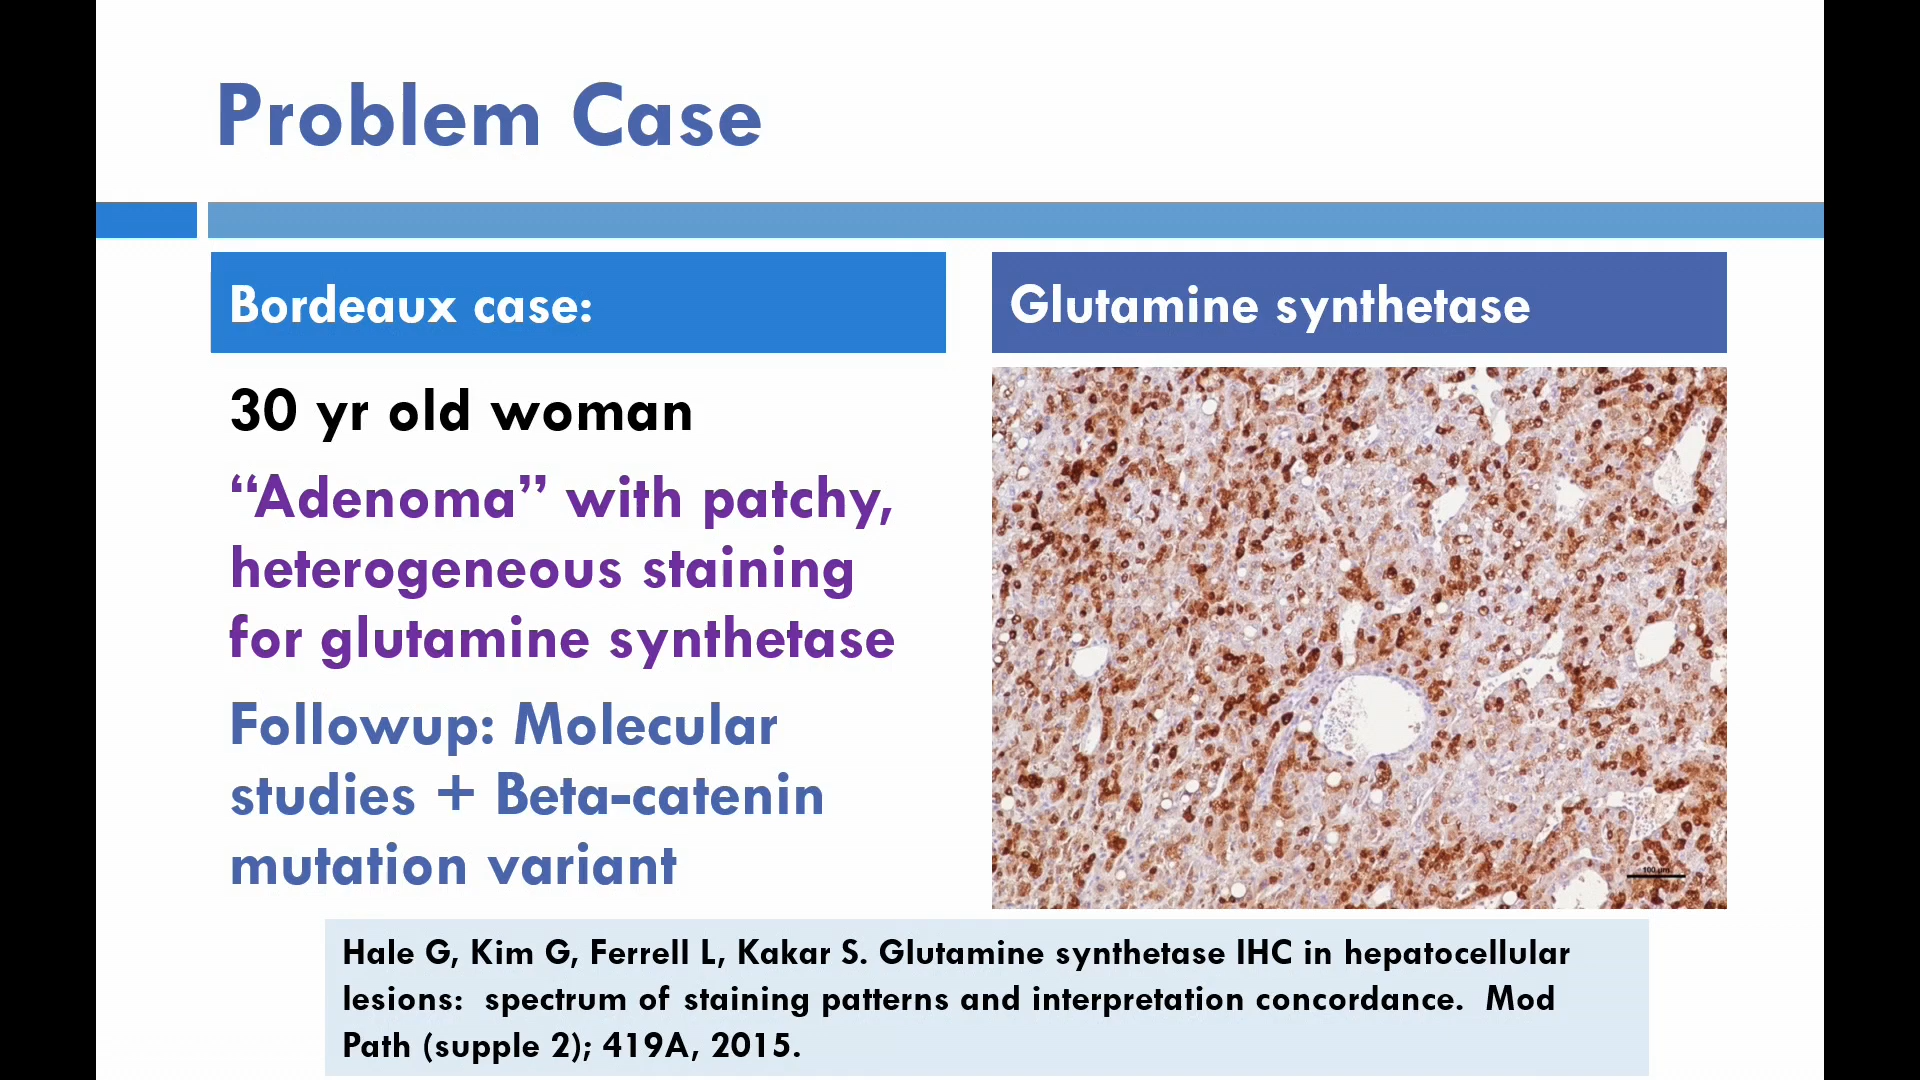 Problem Case
Bordeaux case:
30 yr old woman
“Adenoma” with patchy,
heterogeneous staining
for glutamine synthetase
Followup: Molecular
studies + Beta-catenin
mutation variant
Glutamine synthetase
100 µm
Hale G, Kim G, Ferrell L, Kakar S. Glutamine synthetase IHC in hepatocellular
lesions:  spectrum of staining patterns and interpretation concordance.  Mod
Path (supple 2); 419A, 2015.